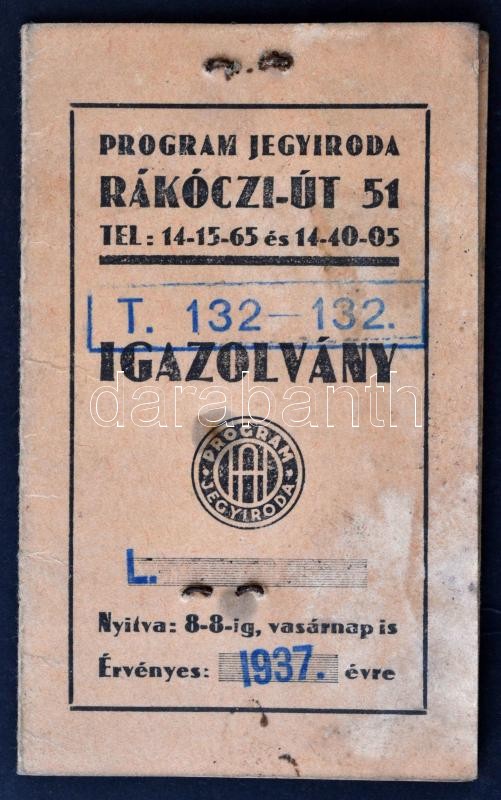 PROGRAM JEGYIRODA
RÁKÓCZI-ÚT 51
TEL: 14-15-65 és 14-40-05
T. 132-132.
IGAZOLVÁNY
darabanth
PROGRAM
JEGYIRODA
L.
Nyitva: 8-8-ig, vasárnap is
Érvényes: 1937. évre